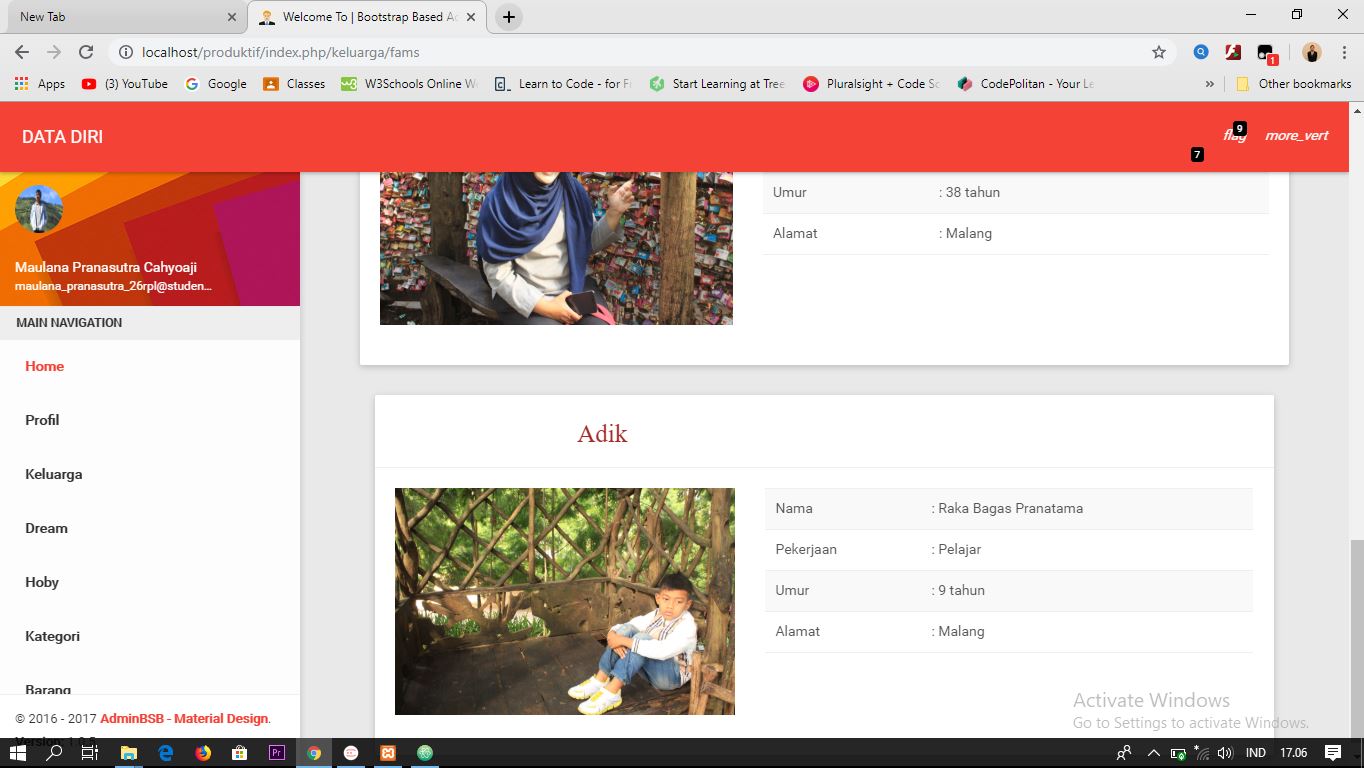 New Tab
Welcome To | Bootstrap Based Ad
localhost/produktif/index.php/keluarga/fams
1
Apps
(3) YouTube
Google
Classes
W3Schools Online W
Learn to Code - for F
Start Learning at Tree
Pluralsight + Code Sc
CodePolitan - Your Le
Other bookmarks
DATA DIRI
flag
9
more_vert
7
Maulana Pranasutra Cahyoaji
maulana_pranasutra_26rpl@studen...
MAIN NAVIGATION
Home
Profil
Keluarga
Dream
Hoby
Kategori
Barang
© 2016 - 2017 AdminBSB - Material Design.
Version: 1.0.5
Umur : 38 tahun
Alamat : Malang
Adik
Nama : Raka Bagas Pranatama
Pekerjaan : Pelajar
Umur : 9 tahun
Alamat : Malang
Activate Windows
Go to Settings to activate Windows.
Pr
IND
17.06